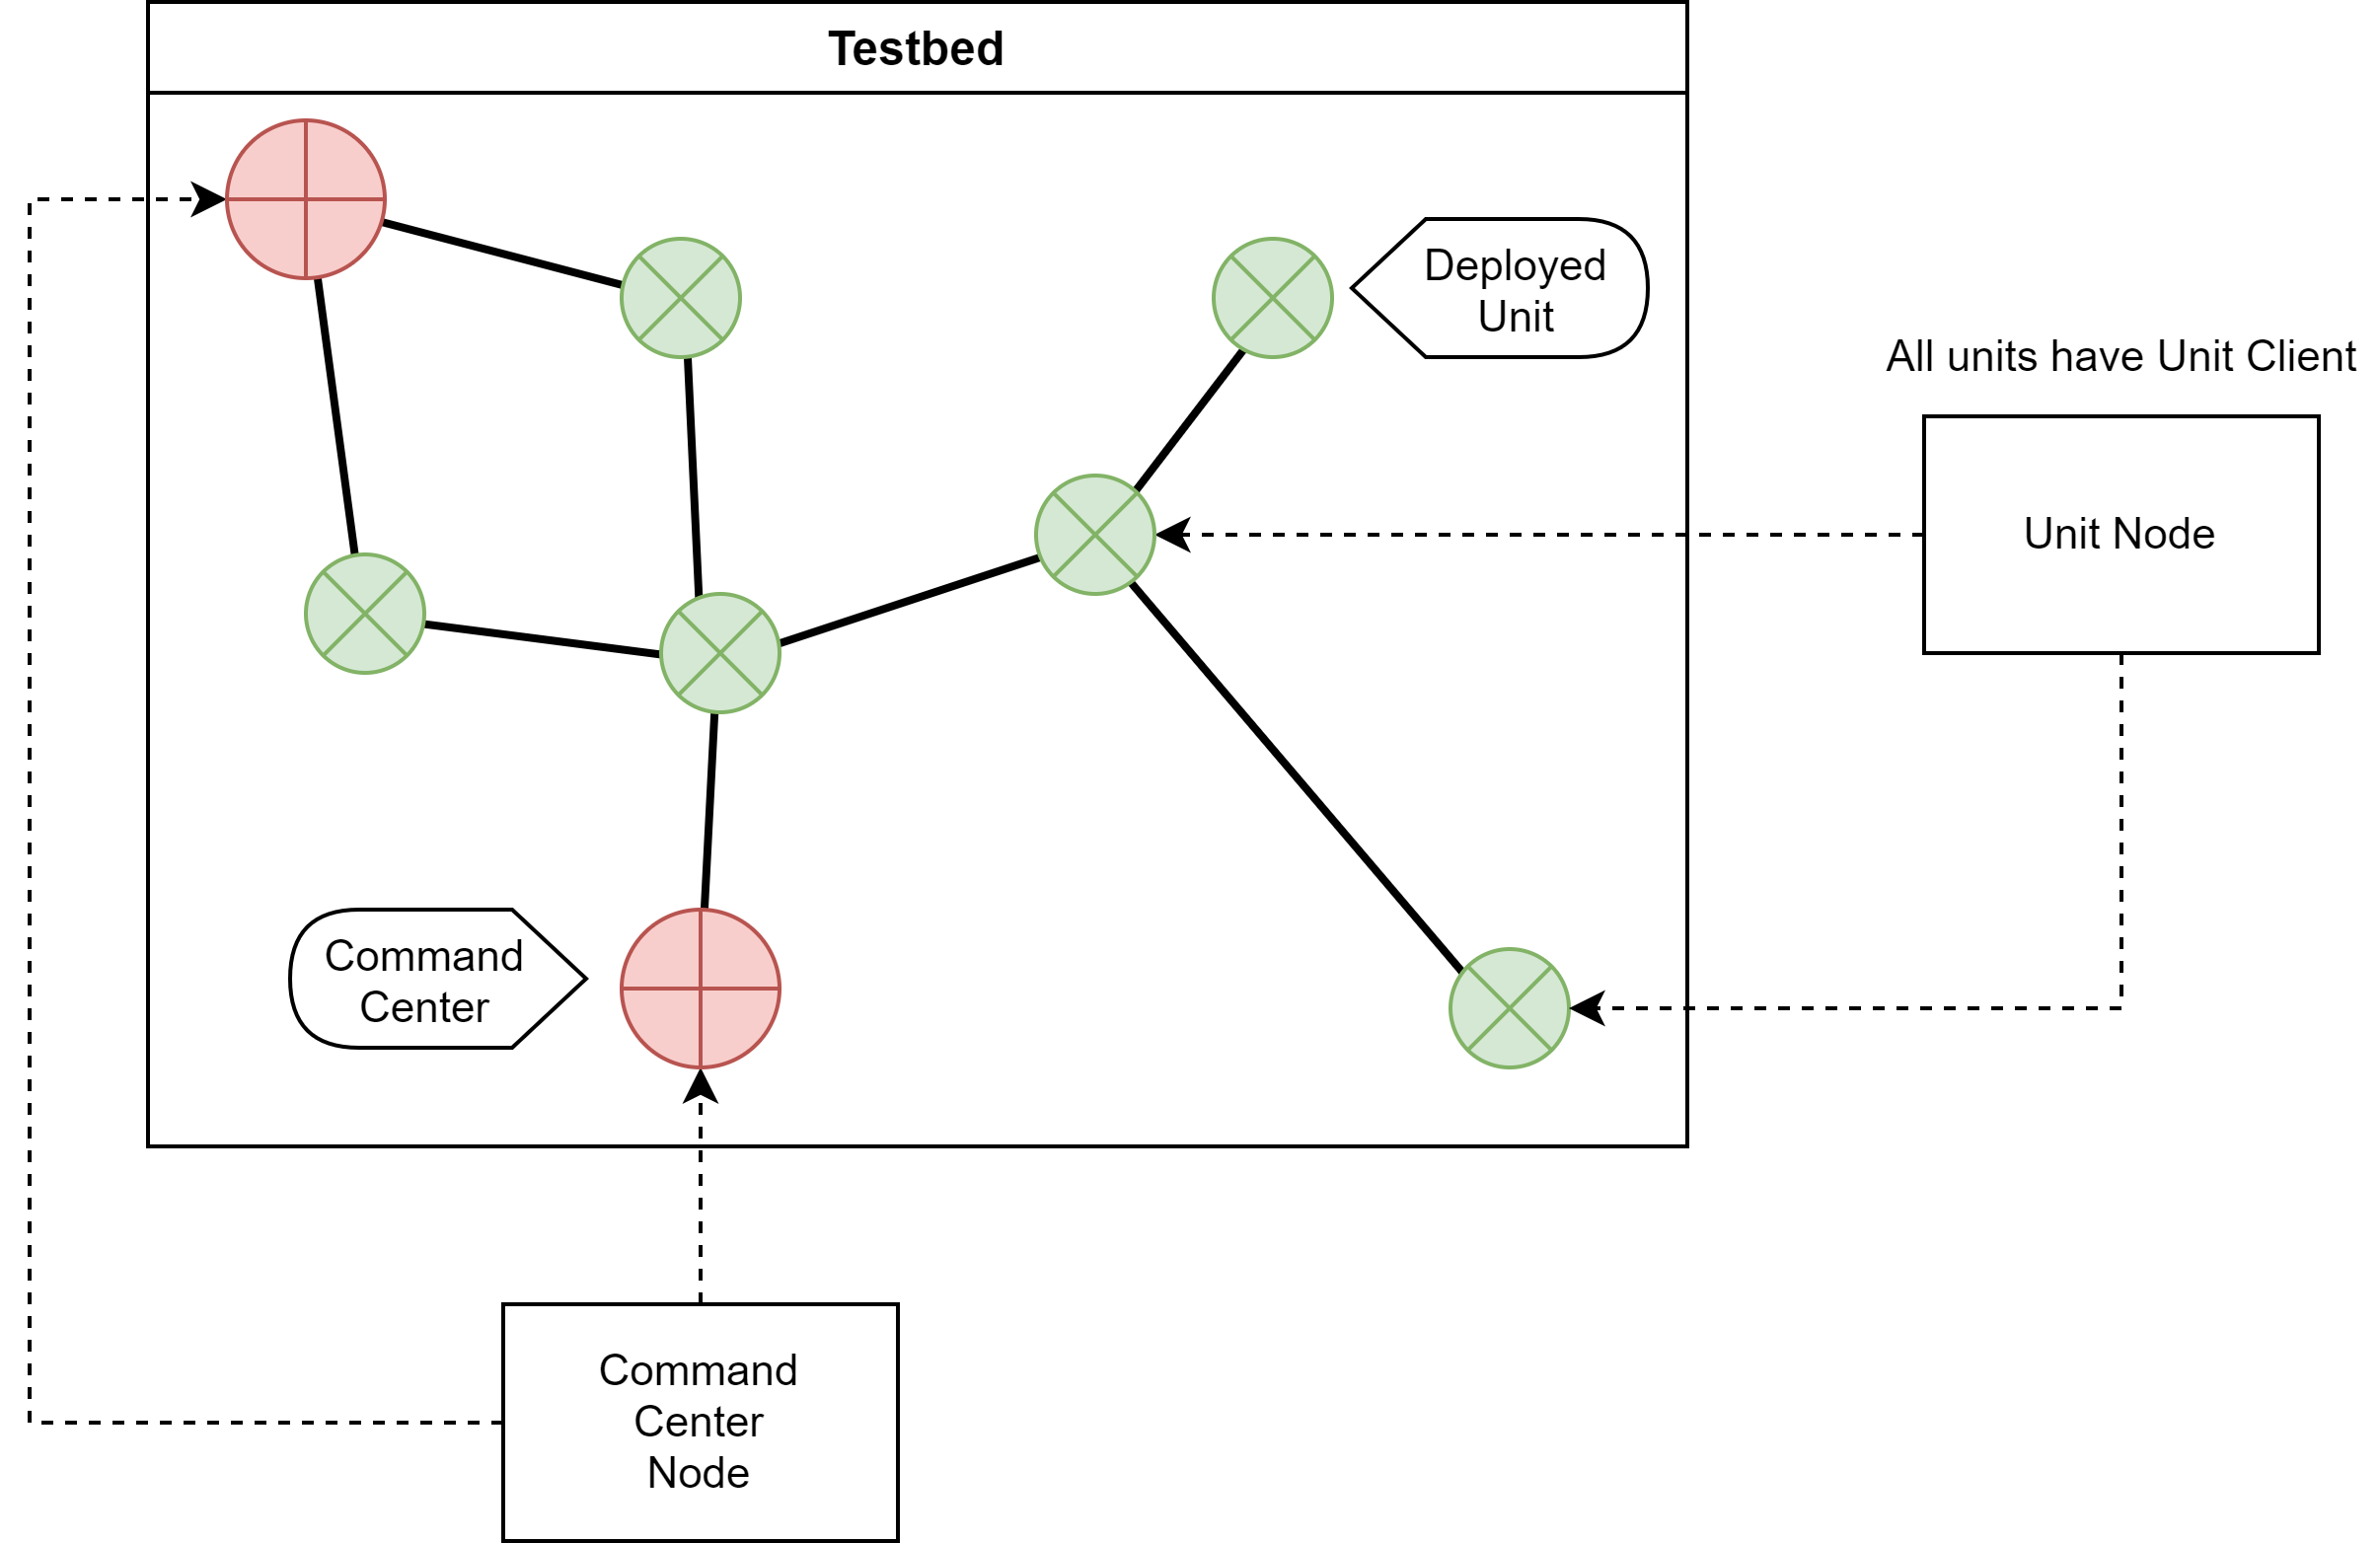 Testbed
Deployed
Unit
All units have Unit Client
Unit Node
Command
Center
Command
Center
Node